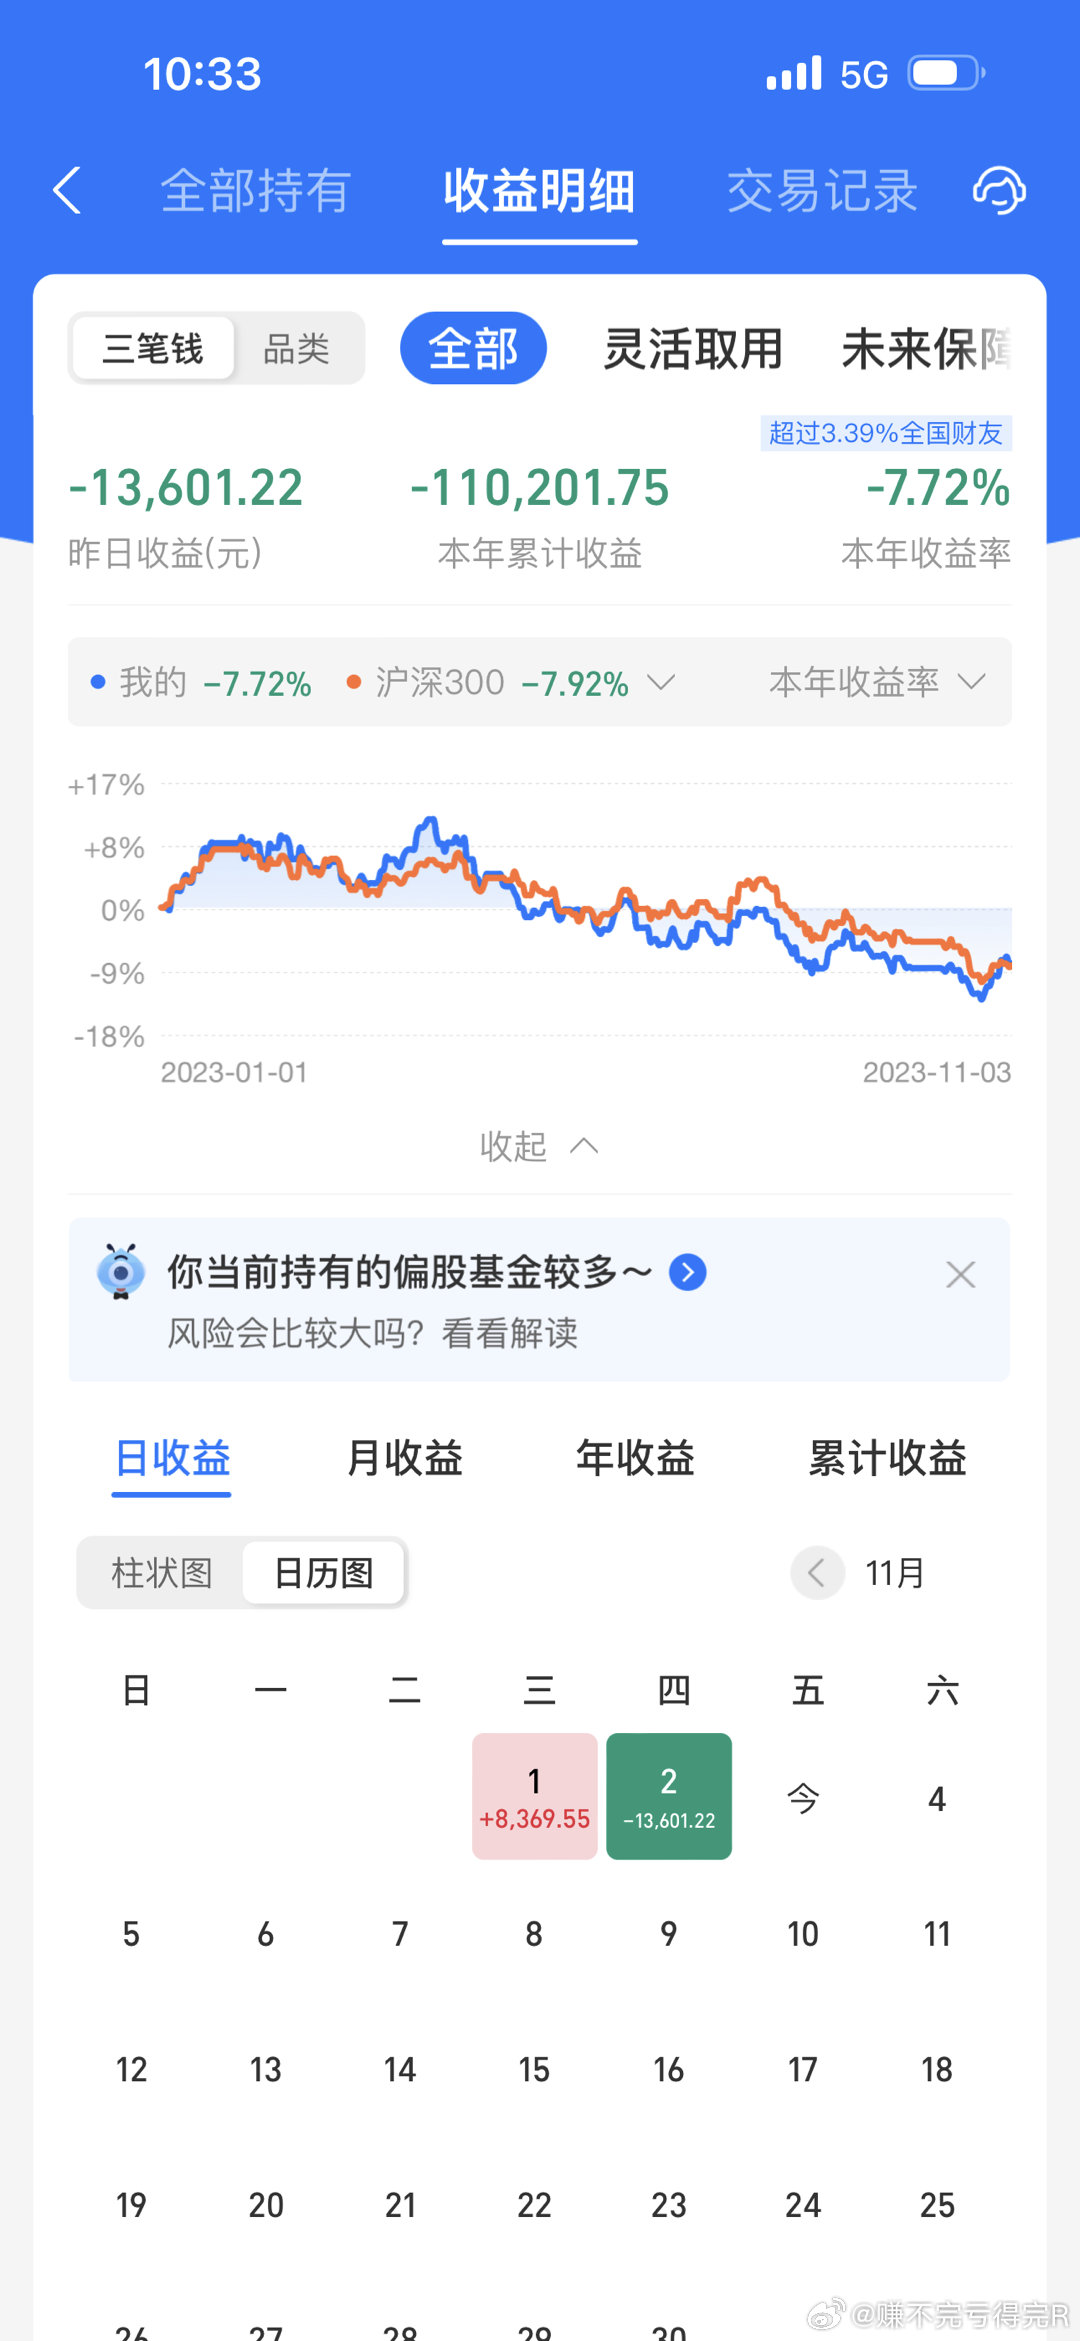 10:33 5G
全部持有 收益明细 交易记录
三笔钱 品类 全部 灵活取用 未来保障
超过3.39%全国财友
-13,601.22 -110,201.75 -7.72%
昨日收益(元) 本年累计收益 本年收益率
我的 -7.72% 沪深300 -7.92% 本年收益率
+17%
+8%
0%
-9%
-18%
2023-01-01 2023-11-03
收起
你当前持有的偏股基金较多~
风险会比较大吗？看看解读
日收益 月收益 年收益 累计收益
柱状图 日历图 11月
日 一 二 三 四 五 六
1 2 今 4
+8,369.55 -13,601.22
5 6 7 8 9 10 11
12 13 14 15 16 17 18
19 20 21 22 23 24 25
26 27 28 29 30
@赚不完亏得完R